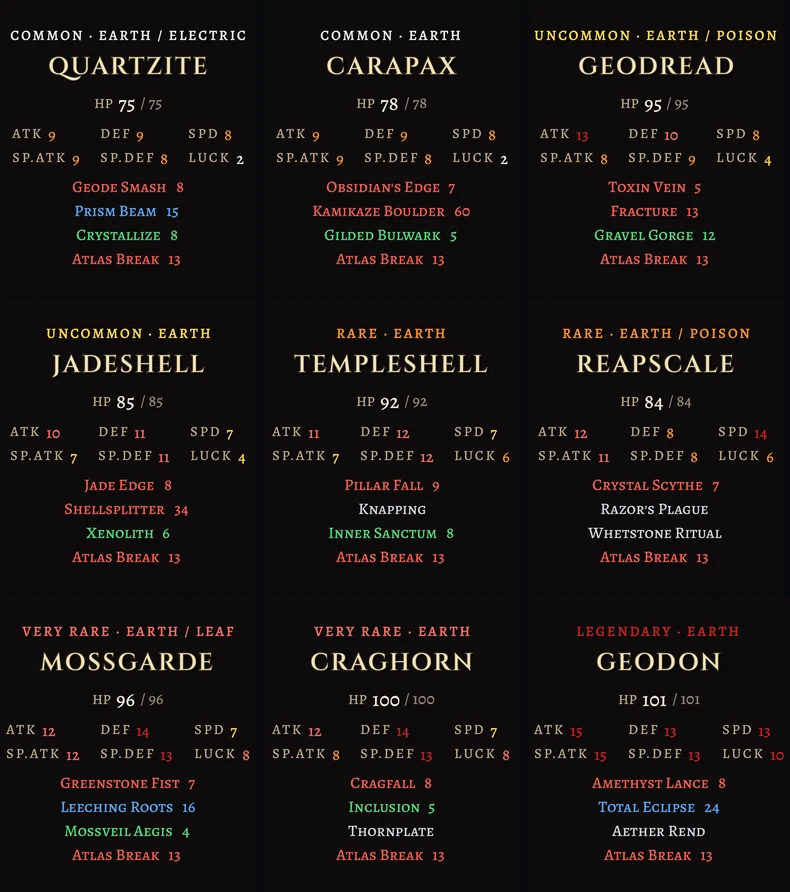 COMMON · EARTH / ELECTRIC
QUARTZITE
HP 75 / 75
ATK 9 DEF 9 SPD 8
SP.ATK 9 SP.DEF 8 LUCK 2
GEODE SMASH 8
PRISM BEAM 15
CRYSTALLIZE 8
ATLAS BREAK 13
COMMON · EARTH
CARAPAX
HP 78 / 78
ATK 9 DEF 9 SPD 8
SP.ATK 9 SP.DEF 8 LUCK 2
OBSIDIAN'S EDGE 7
KAMIKAZE BOULDER 60
GILDED BULWARK 5
ATLAS BREAK 13
UNCOMMON · EARTH / POISON
GEODREAD
HP 95 / 95
ATK 13 DEF 10 SPD 8
SP.ATK 8 SP.DEF 9 LUCK 4
TOXIN VEIN 5
FRACTURE 13
GRAVEL GORGE 12
ATLAS BREAK 13
UNCOMMON · EARTH
JADESHELL
HP 85 / 85
ATK 10 DEF 11 SPD 7
SP.ATK 7 SP.DEF 11 LUCK 4
JADE EDGE 8
SHELLSPLITTER 34
XENOLITH 6
ATLAS BREAK 13
RARE · EARTH
TEMPLESHELL
HP 92 / 92
ATK 11 DEF 12 SPD 7
SP.ATK 7 SP.DEF 12 LUCK 6
PILLAR FALL 9
KNAPPING
INNER SANCTUM 8
ATLAS BREAK 13
RARE · EARTH / POISON
REAPSCALE
HP 84 / 84
ATK 12 DEF 8 SPD 14
SP.ATK 11 SP.DEF 8 LUCK 6
CRYSTAL SCYTHE 7
RAZOR'S PLAGUE
WHETSTONE RITUAL
ATLAS BREAK 13
VERY RARE · EARTH / LEAF
MOSSGARDE
HP 96 / 96
ATK 12 DEF 14 SPD 7
SP.ATK 12 SP.DEF 13 LUCK 8
GREENSTONE FIST 7
LEECHING ROOTS 16
MOSSVEIL AEGIS 4
ATLAS BREAK 13
VERY RARE · EARTH
CRAGHORN
HP 100 / 100
ATK 12 DEF 14 SPD 7
SP.ATK 8 SP.DEF 13 LUCK 8
CRAGFALL 8
INCLUSION 5
THORNPLATE
ATLAS BREAK 13
LEGENDARY · EARTH
GEODON
HP 101 / 101
ATK 15 DEF 13 SPD 13
SP.ATK 15 SP.DEF 13 LUCK 10
AMETHYST LANCE 8
TOTAL ECLIPSE 24
AETHER REND
ATLAS BREAK 13